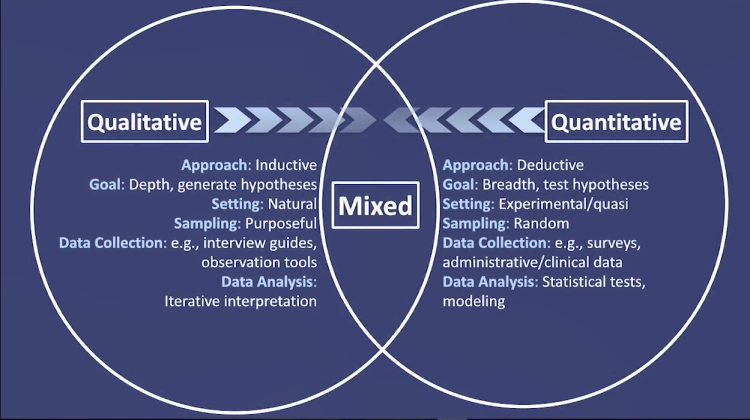 Qualitative
Approach: Inductive
Goal: Depth, generate hypotheses
Setting: Natural
Sampling: Purposeful
Data Collection: e.g., interview guides,
observation tools
Data Analysis:
Iterative interpretation
Mixed
Quantitative
Approach: Deductive
Goal: Breadth, test hypotheses
Setting: Experimental/quasi
Sampling: Random
Data Collection: e.g., surveys,
administrative/clinical data
Data Analysis: Statistical tests,
modeling